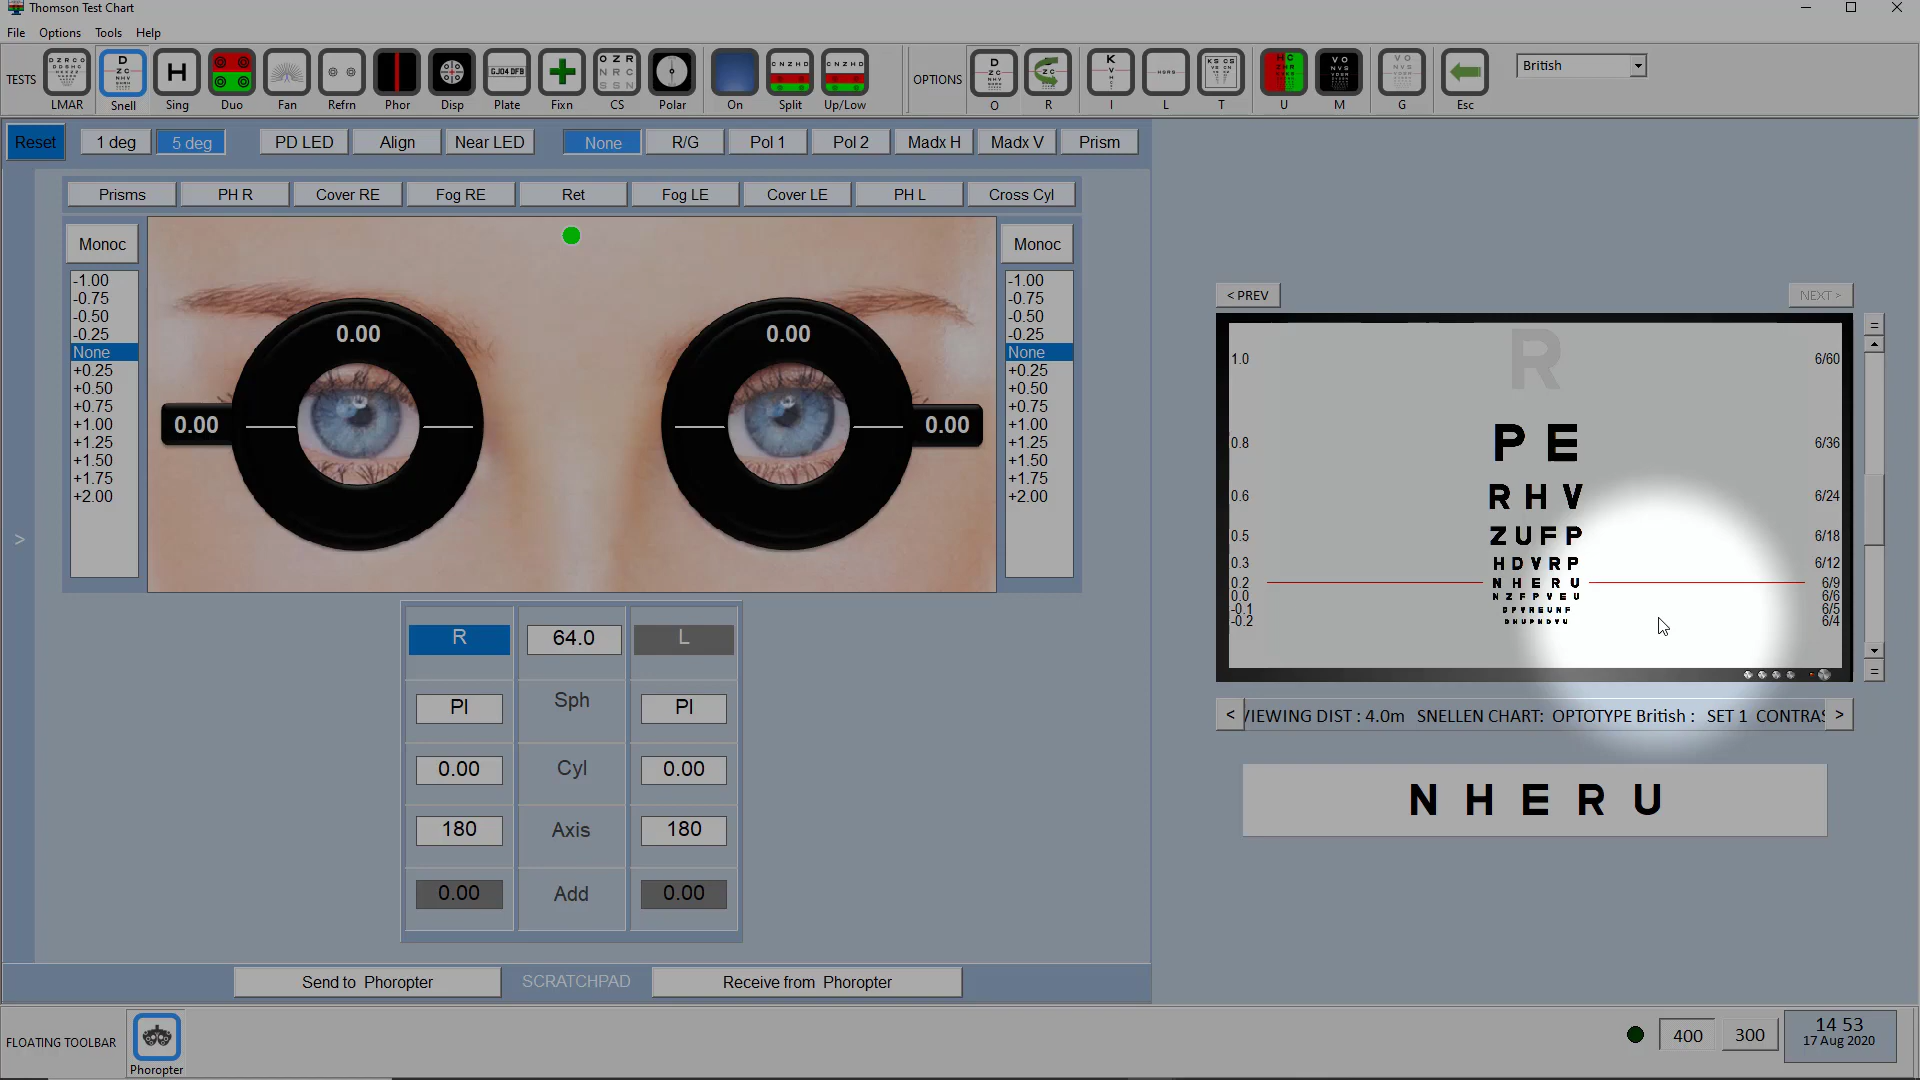 Thomson Test Chart
File Options Tools Help
TESTS LMAR Snell Sing Duo Fan Refrn Phor Disp Plate Fixn CS Polar On Split Up/Low OPTIONS O R I L T U M G Esc British
Reset 1 deg 5 deg PD LED Align Near LED None R/G Pol 1 Pol 2 Madx H Madx V Prism
Prisms PH R Cover RE Fog RE Ret Fog LE Cover LE PH L Cross Cyl
Monoc
-1.00
-0.75
-0.50
-0.25
None
+0.25
+0.50
+0.75
+1.00
+1.25
+1.50
+1.75
+2.00
0.00
0.00
0.00
0.00
Monoc
-1.00
-0.75
-0.50
-0.25
None
+0.25
+0.50
+0.75
+1.00
+1.25
+1.50
+1.75
+2.00
>
R 64.0 L
Pl Sph Pl
0.00 Cyl 0.00
180 Axis 180
0.00 Add 0.00
Send to Phoropter SCRATCHPAD Receive from Phoropter
< PREV NEXT >
1.0 R 6/60
0.8 P E 6/36
0.6 R H V 6/24
0.5 Z U F P 6/18
0.3 H D V R P 6/12
0.2 N H E R U 6/9
0.0 N Z F P V E U 6/6
-0.1 6/5
-0.2 6/4
< VIEWING DIST : 4.0m SNELLEN CHART: OPTOTYPE British : SET 1 CONTRAS >
N H E R U
FLOATING TOOLBAR Phoropter 400 300 14 53
17 Aug 2020